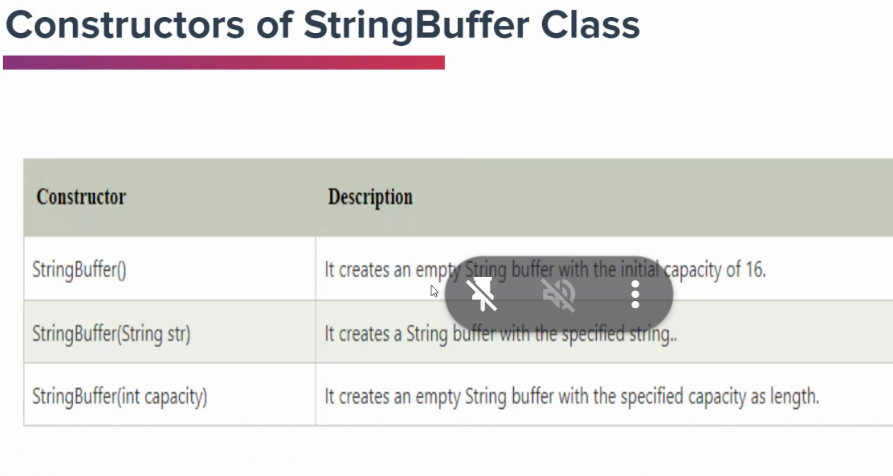 Constructors of StringBuffer Class
Constructor Description
StringBuffer() It creates an empty String buffer with the initial capacity of 16.
StringBuffer(String str) It creates a String buffer with the specified string..
StringBuffer(int capacity) It creates an empty String buffer with the specified capacity as length.